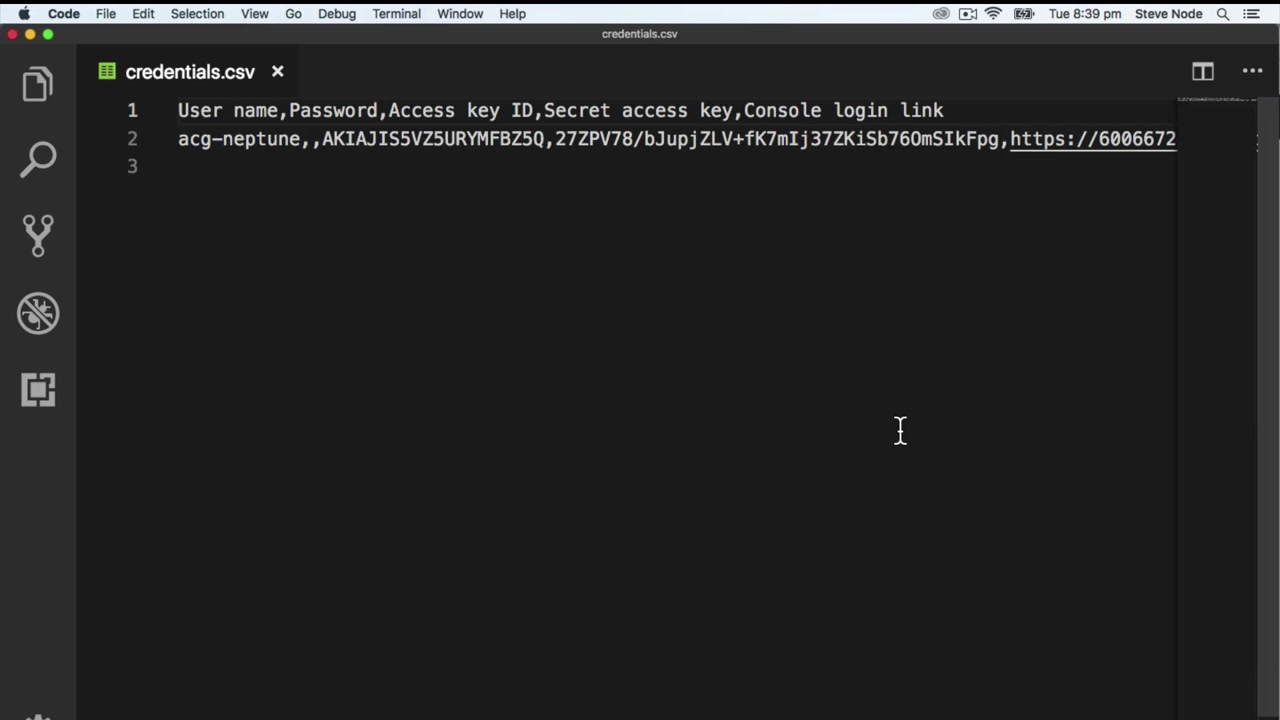 Code File Edit Selection View Go Debug Terminal Window Help Tue 8:39 pm Steve Node
credentials.csv
credentials.csv
1 User name,Password,Access key ID,Secret access key,Console login link
2 acg-neptune,,AKIAJIS5VZ5URYMFBZ5Q,27ZPV78/bJupjZLV+fK7mIj37ZKiSb76OmSIkFpg,https://6006672
3